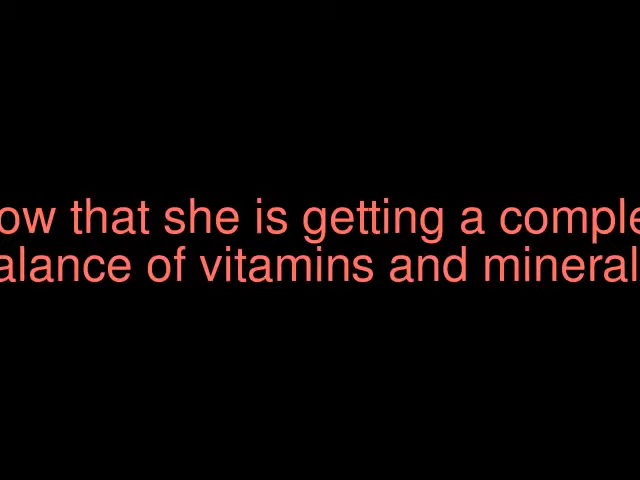 ow that she is getting a comple
alance of vitamins and mineral